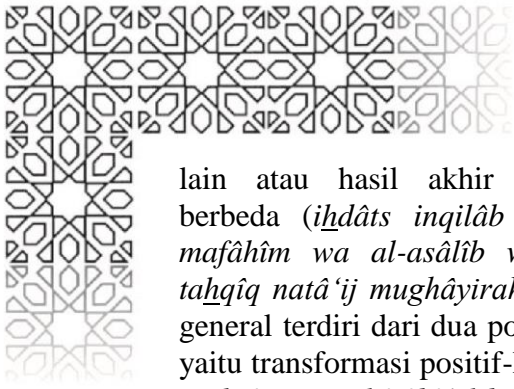 lain atau hasil akhir
berbeda (ihdâts inqilâb
mafâhîm wa al-asâlîb w
tahqîq natâ‘ij mughâyirah
general terdiri dari dua po
yaitu transformasi positif-